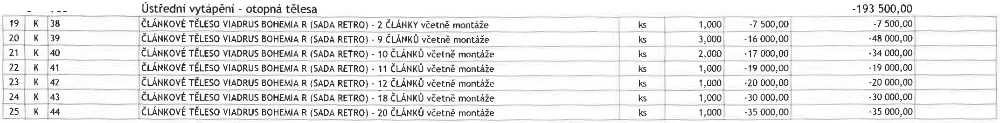 Ústřední vytápění - otopná tělesa -193 500,00
19 K 38 ČLÁNKOVÉ TĚLESO VIADRUS BOHEMIA R (SADA RETRO) - 2 ČLÁNKY včetně montáže ks 1,000 -7 500,00 -7 500,00
20 K 39 ČLÁNKOVÉ TĚLESO VIADRUS BOHEMIA R (SADA RETRO) - 9 ČLÁNKŮ včetně montáže ks 3,000 -16 000,00 -48 000,00
21 K 40 ČLÁNKOVÉ TĚLESO VIADRUS BOHEMIA R (SADA RETRO) - 10 ČLÁNKŮ včetně montáže ks 2,000 -17 000,00 -34 000,00
22 K 41 ČLÁNKOVÉ TĚLESO VIADRUS BOHEMIA R (SADA RETRO) - 11 ČLÁNKŮ včetně montáže ks 1,000 -19 000,00 -19 000,00
23 K 42 ČLÁNKOVÉ TĚLESO VIADRUS BOHEMIA R (SADA RETRO) - 12 ČLÁNKŮ včetně montáže ks 1,000 -20 000,00 -20 000,00
24 K 43 ČLÁNKOVÉ TĚLESO VIADRUS BOHEMIA R (SADA RETRO) - 18 ČLÁNKŮ včetně montáže ks 1,000 -30 000,00 -30 000,00
25 K 44 ČLÁNKOVÉ TĚLESO VIADRUS BOHEMIA R (SADA RETRO) - 20 ČLÁNKŮ včetně montáže ks 1,000 -35 000,00 -35 000,00